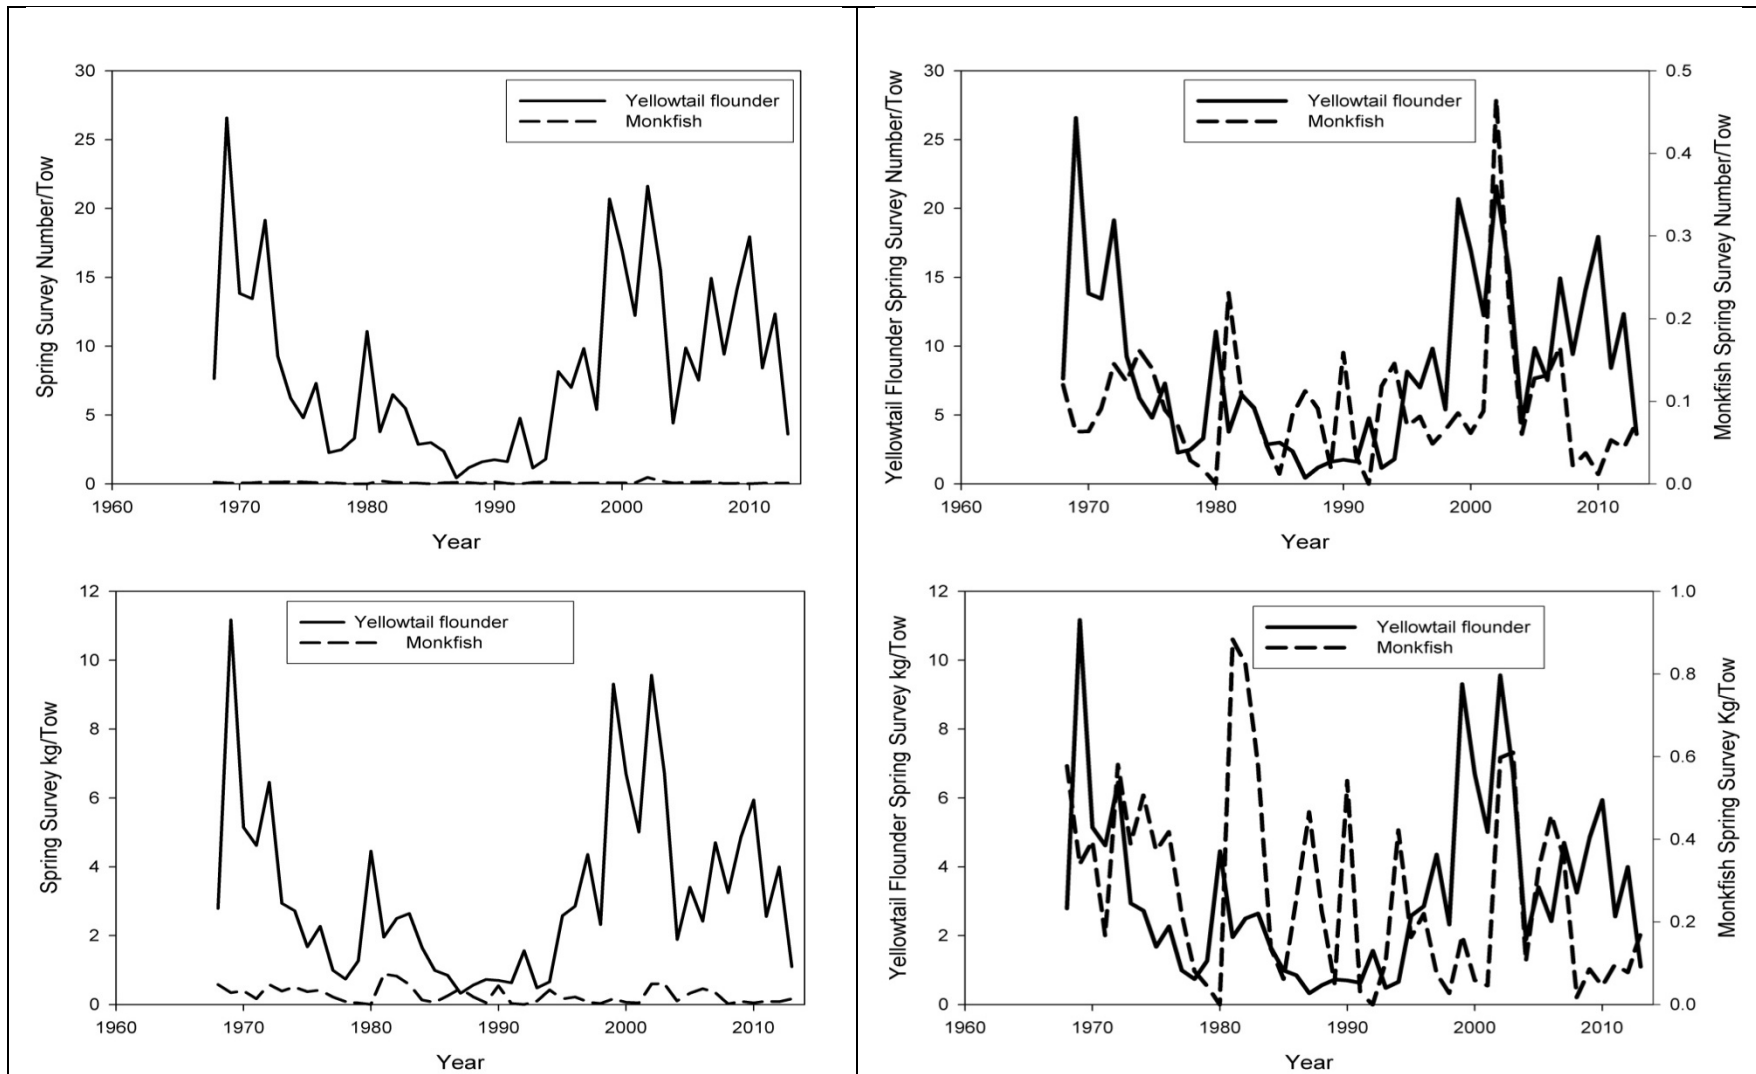 30
25
20
15
10
5
0
Spring Survey Number/Tow
Yellowtail flounder
Monkfish
1960 1970 1980 1990 2000 2010
Year
30
25
20
15
10
5
0
Yellowtail Flounder Spring Survey Number/Tow
Yellowtail flounder
Monkfish
0.5
0.4
0.3
0.2
0.1
0.0
Monkfish Spring Survey Number/Tow
1960 1970 1980 1990 2000 2010
Year
12
10
8
6
4
2
0
Spring Survey kg/Tow
Yellowtail flounder
Monkfish
1960 1970 1980 1990 2000 2010
Year
12
10
8
6
4
2
0
Yellowtail Flounder Spring Survey kg/Tow
Yellowtail flounder
Monkfish
1.0
0.8
0.6
0.4
0.2
0.0
Monkfish Spring Survey Kg/Tow
1960 1970 1980 1990 2000 2010
Year